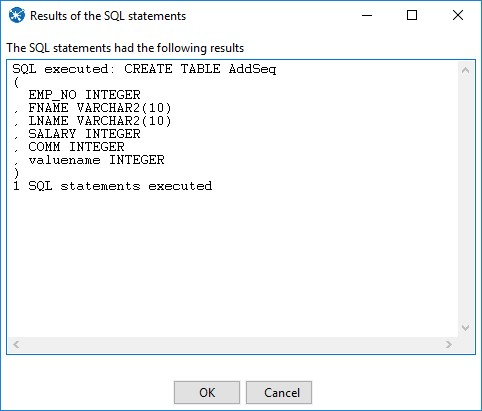 Results of the SQL statements
The SQL statements had the following results
SQL executed: CREATE TABLE AddSeq
(
  EMP_NO INTEGER
, FNAME VARCHAR2(10)
, LNAME VARCHAR2(10)
, SALARY INTEGER
, COMM INTEGER
, valuename INTEGER
)
1 SQL statements executed
OK
Cancel